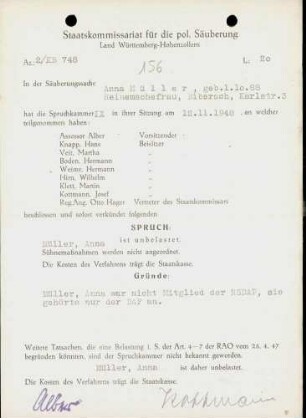 Staatskommissariat für die pol. Säuberung
Land Württemberg-Hohenzollern
Az. 2/KB 748
156
L. Zo
In der Säuberungssache Anna Müller, geb.1.10.88
Heimsmachefrau, Biberach, Karlstr.3
hat die Spruchkammer IX in ihrer Sitzung am 12.11.1948 an welcher
teilgenommen haben:
Assessor Alber Vorsitzender
Knapp, Hans Beisitzer
Veit, Martha "
Boden, Hermann "
Weimer, Hermann "
Hirn, Wilhelm "
Klett, Martin "
Kottmann, Josef "
Reg.Ang. Otto Hager Vertreter des Staatskommissars
beschlossen und sofort verkündet folgenden
SPRUCH:
Müller, Anna
ist unbelastet.
Sühnemaßnahmen werden nicht angeordnet.
Die Kosten des Verfahrens trägt die Staatskasse.
Gründe:
Müller, Anna war nicht Mitglied der NSDAP, sie
gehörte nur der DAF an.
Weitere Tatsachen, die eine Belastung i. S. der Art. 4—7 der RAO vom 26. 4. 47
begründen könnten, sind der Spruchkammer nicht bekannt geworden.
Müller, Anna ist daher unbelastet.
Die Kosten des Verfahrens trägt die Staatskasse.
Alber Kottmann